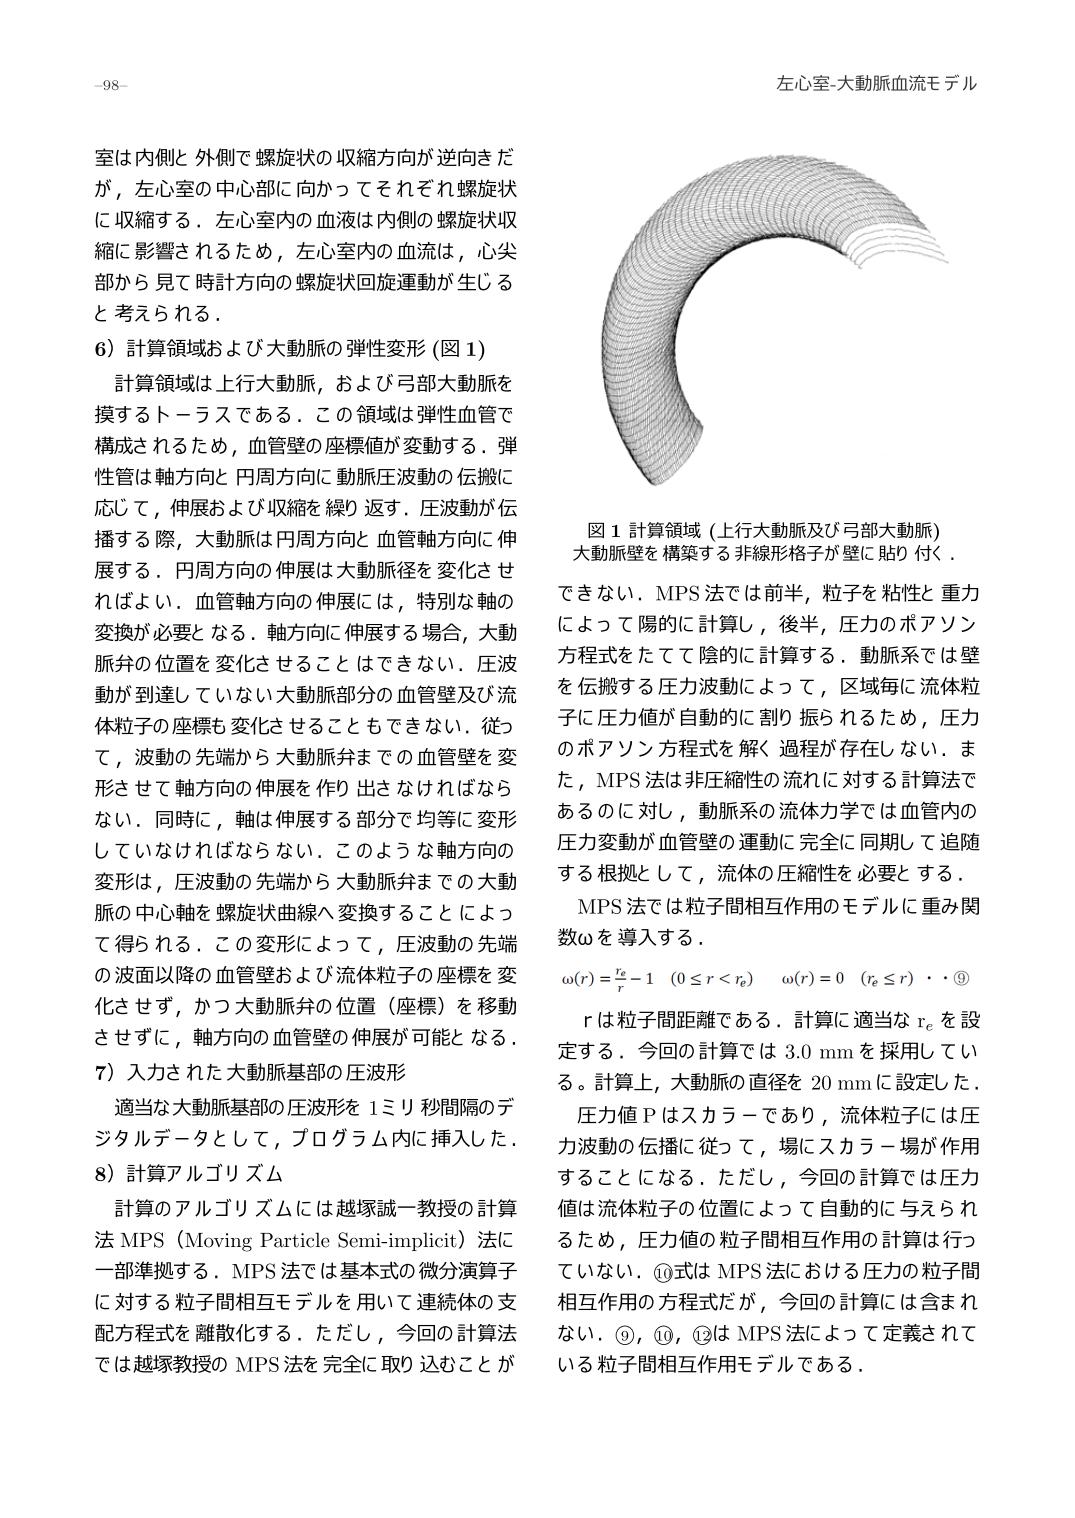 –98–
左心室-大動脈血流モデル
室は内側と外側で螺旋状の収縮方向が逆向きだ
が，左心室の中心部に向かってそれぞれ螺旋状
に収縮する．左心室内の血液は内側の螺旋状収
縮に影響されるため，左心室内の血流は，心尖
部から見て時計方向の螺旋状回旋運動が生じる
と考えられる．
6）計算領域および大動脈の弾性変形 (図 1)
計算領域は上行大動脈，および弓部大動脈を
摸するトーラスである．この領域は弾性血管で
構成されるため，血管壁の座標値が変動する．弾
性管は軸方向と円周方向に動脈圧波動の伝搬に
応じて，伸展および収縮を繰り返す．圧波動が伝
播する際，大動脈は円周方向と血管軸方向に伸
展する．円周方向の伸展は大動脈径を変化させ
ればよい．血管軸方向の伸展には，特別な軸の
変換が必要となる．軸方向に伸展する場合，大動
脈弁の位置を変化させることはできない．圧波
動が到達していない大動脈部分の血管壁及び流
体粒子の座標も変化させることもできない．従っ
て，波動の先端から大動脈弁までの血管壁を変
形させて軸方向の伸展を作り出さなければなら
ない．同時に，軸は伸展する部分で均等に変形
していなければならない．このような軸方向の
変形は，圧波動の先端から大動脈弁までの大動
脈の中心軸を螺旋状曲線へ変換することによっ
て得られる．この変形によって，圧波動の先端
の波面以降の血管壁および流体粒子の座標を変
化させず，かつ大動脈弁の位置（座標）を移動
させずに，軸方向の血管壁の伸展が可能となる．
7）入力された大動脈基部の圧波形
適当な大動脈基部の圧波形を 1ミリ秒間隔のデ
ジタルデータとして，プログラム内に挿入した．
8）計算アルゴリズム
計算のアルゴリズムには越塚誠一教授の計算
法 MPS（Moving Particle Semi-implicit）法に
一部準拠する．MPS 法では基本式の微分演算子
に対する粒子間相互モデルを用いて連続体の支
配方程式を離散化する．ただし，今回の計算法
では越塚教授の MPS 法を完全に取り込むことが
図 1 計算領域 (上行大動脈及び弓部大動脈)
大動脈壁を構築する非線形格子が壁に貼り付く．
できない．MPS 法では前半，粒子を粘性と重力
によって陽的に計算し，後半，圧力のポアソン
方程式をたてて陰的に計算する．動脈系では壁
を伝搬する圧力波動によって，区域毎に流体粒
子に圧力値が自動的に割り振られるため，圧力
のポアソン方程式を解く過程が存在しない．ま
た，MPS 法は非圧縮性の流れに対する計算法で
あるのに対し，動脈系の流体力学では血管内の
圧力変動が血管壁の運動に完全に同期して追随
する根拠として，流体の圧縮性を必要とする．
MPS 法では粒子間相互作用のモデルに重み関
数ωを導入する．
ω(r) = re/r − 1 (0 ≤ r < re) ω(r) = 0 (re ≤ r) ・・⑨
r は粒子間距離である．計算に適当な re を設
定する．今回の計算では 3.0 mm を採用してい
る。計算上，大動脈の直径を 20 mm に設定した．
圧力値 P はスカラーであり，流体粒子には圧
力波動の伝播に従って，場にスカラー場が作用
することになる．ただし，今回の計算では圧力
値は流体粒子の位置によって自動的に与えられ
るため，圧力値の粒子間相互作用の計算は行っ
ていない．⑩式は MPS 法における圧力の粒子間
相互作用の方程式だが，今回の計算には含まれ
ない．⑨，⑩，⑫は MPS 法によって定義されて
いる粒子間相互作用モデルである．